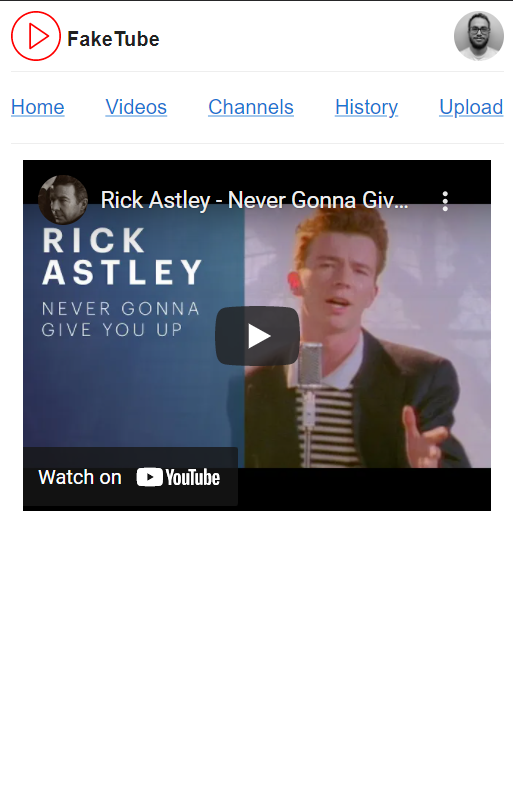 FakeTube
Home Videos Channels History Upload
Rick Astley - Never Gonna Giv...
RICK
ASTLEY
NEVER GONNA
GIVE YOU UP
Watch on YouTube